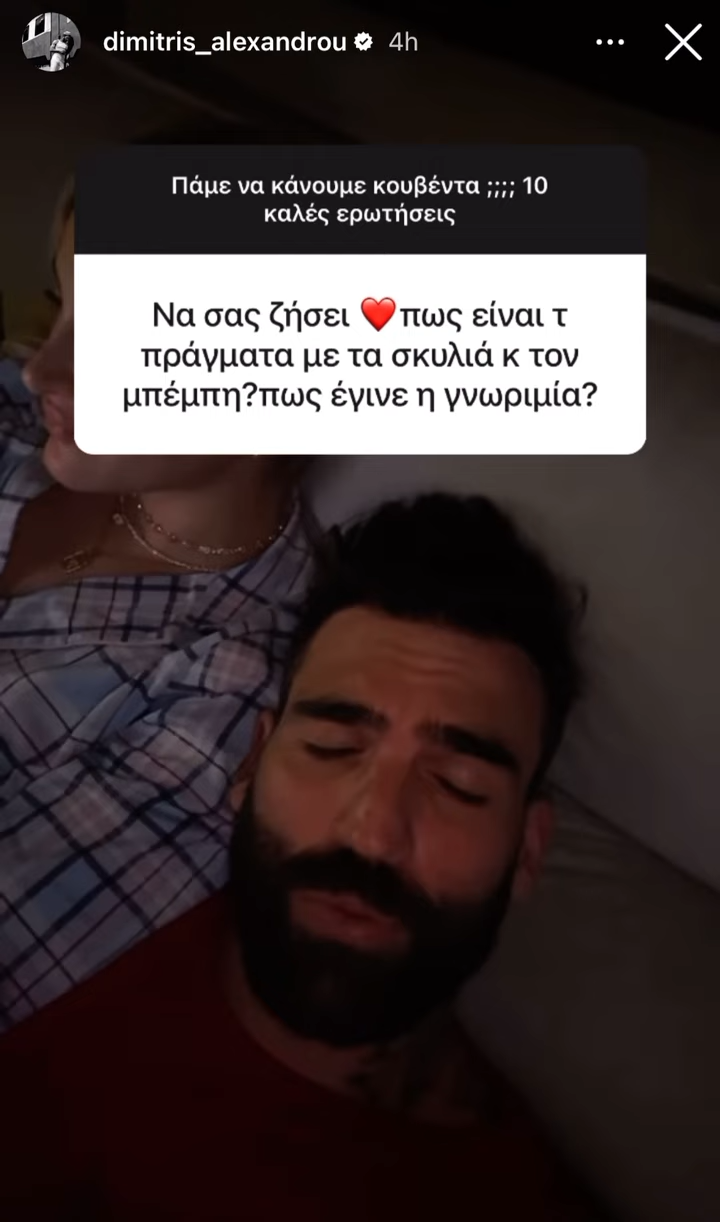 dimitris_alexandrou 4h
Πάμε να κάνουμε κουβέντα ;;;; 10
καλές ερωτήσεις
Να σας ζήσει ❤️πως είναι τ
πράγματα με τα σκυλιά κ τον
μπέμπη?πως έγινε η γνωριμία?